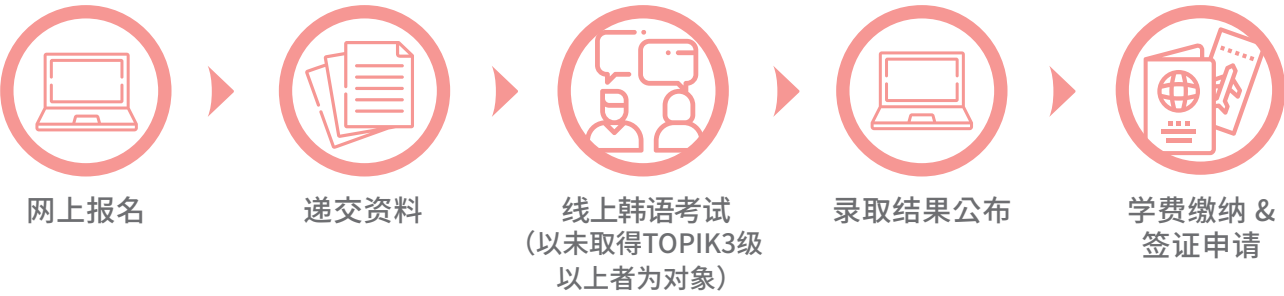 网上报名
递交资料
线上韩语考试
（以未取得TOPIK3级
以上者为对象）
录取结果公布
学费缴纳 &
签证申请